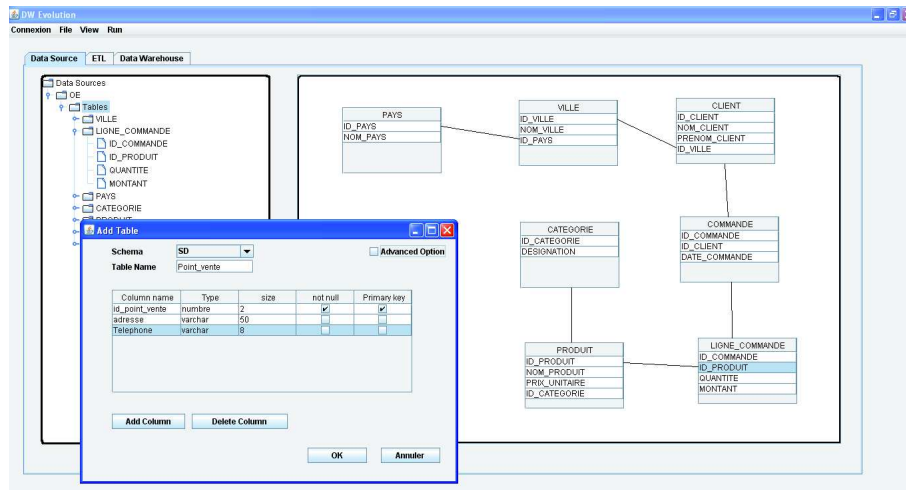 DW Evolution
Connexion File View Run
Data Source ETL Data Warehouse
Data Sources
OE
Tables
VILLE
LIGNE_COMMANDE
ID_COMMANDE
ID_PRODUIT
QUANTITE
MONTANT
PAYS
CATEGORIE
PRODUIT
Add Table
Schema SD Advanced Option
Table Name Point_vente
Column name Type size not null Primary key
id_point_vente numbre 2
adresse varchar 50
Telephone varchar 8
Add Column Delete Column
OK Annuler
PAYS
ID_PAYS
NOM_PAYS
VILLE
ID_VILLE
NOM_VILLE
ID_PAYS
CLIENT
ID_CLIENT
NOM_CLIENT
PRENOM_CLIENT
ID_VILLE
CATEGORIE
ID_CATEGORIE
DESIGNATION
COMMANDE
ID_COMMANDE
ID_CLIENT
DATE_COMMANDE
PRODUIT
ID_PRODUIT
NOM_PRODUIT
PRIX_UNITAIRE
ID_CATEGORIE
LIGNE_COMMANDE
ID_COMMANDE
ID_PRODUIT
QUANTITE
MONTANT